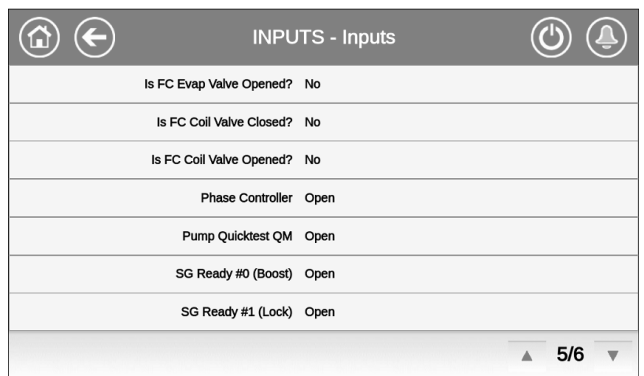 INPUTS - Inputs
Is FC Evap Valve Opened? No
Is FC Coil Valve Closed? No
Is FC Coil Valve Opened? No
Phase Controller Open
Pump Quicktest QM Open
SG Ready #0 (Boost) Open
SG Ready #1 (Lock) Open
5/6